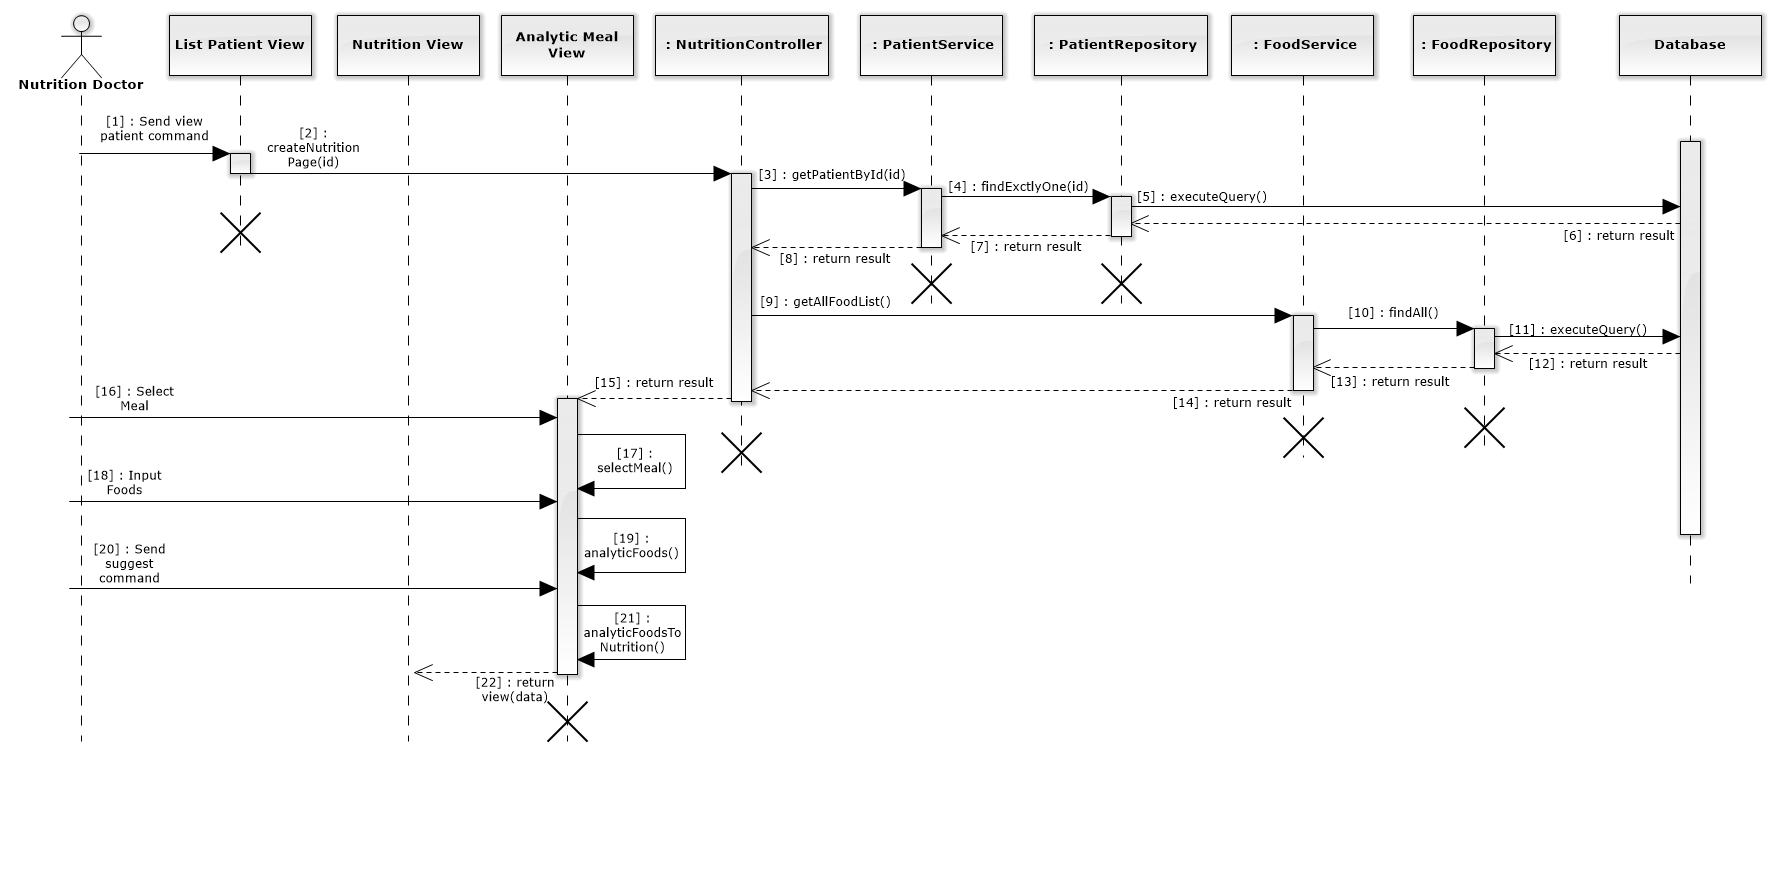 Nutrition Doctor
List Patient View
Nutrition View
Analytic Meal
View
: NutritionController
: PatientService
: PatientRepository
: FoodService
: FoodRepository
Database
[1] : Send view
patient command
[2] :
createNutrition
Page(id)
[3] : getPatientById(id)
[4] : findExctlyOne(id)
[5] : executeQuery()
[6] : return result
[7] : return result
[8] : return result
[9] : getAllFoodList()
[10] : findAll()
[11] : executeQuery()
[12] : return result
[13] : return result
[14] : return result
[15] : return result
[16] : Select
Meal
[17] :
selectMeal()
[18] : Input
Foods
[19] :
analyticFoods()
[20] : Send
suggest
command
[21] :
analyticFoodsTo
Nutrition()
[22] : return
view(data)